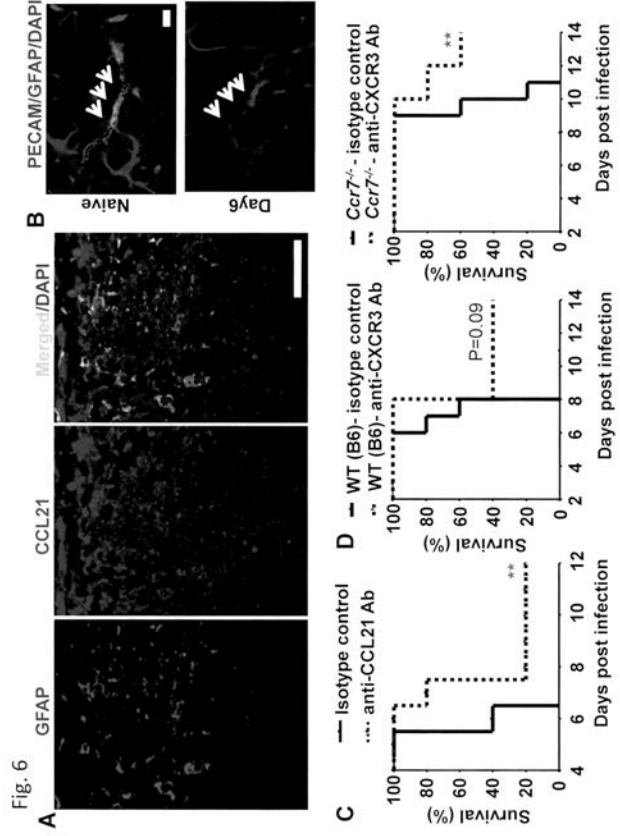 Fig. 6
A
GFAP
CCL21
Merged/DAPI
B
PECAM/GFAP/DAPI
Naive
Day6
C
Isotype control
anti-CCL21 Ab
Survival (%)
100
80
60
40
20
0
**
4 6 8 10 12
Days post infection
D
WT (B6)- isotype control
WT (B6)- anti-CXCR3 Ab
Survival (%)
100
80
60
40
20
0
P=0.09
2 4 6 8 10 12 14
Days post infection
Ccr7-/- - isotype control
Ccr7-/- - anti-CXCR3 Ab
Survival (%)
100
80
60
40
20
0
**
2 4 6 8 10 12 14
Days post infection